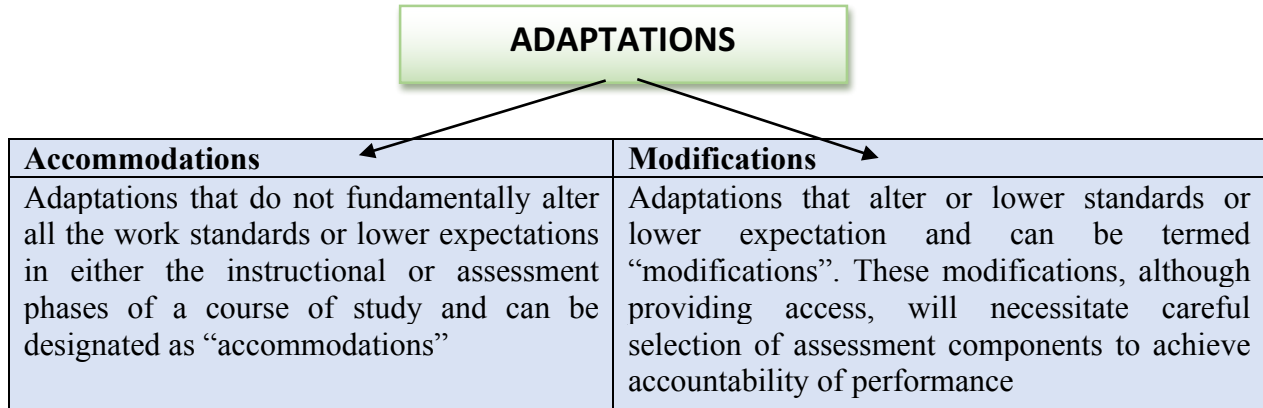 ADAPTATIONS
Accommodations
Adaptations that do not fundamentally alter
all the work standards or lower expectations
in either the instructional or assessment
phases of a course of study and can be
designated as “accommodations”
Modifications
Adaptations that alter or lower standards or
lower expectation and can be termed
“modifications”. These modifications, although
providing access, will necessitate careful
selection of assessment components to achieve
accountability of performance